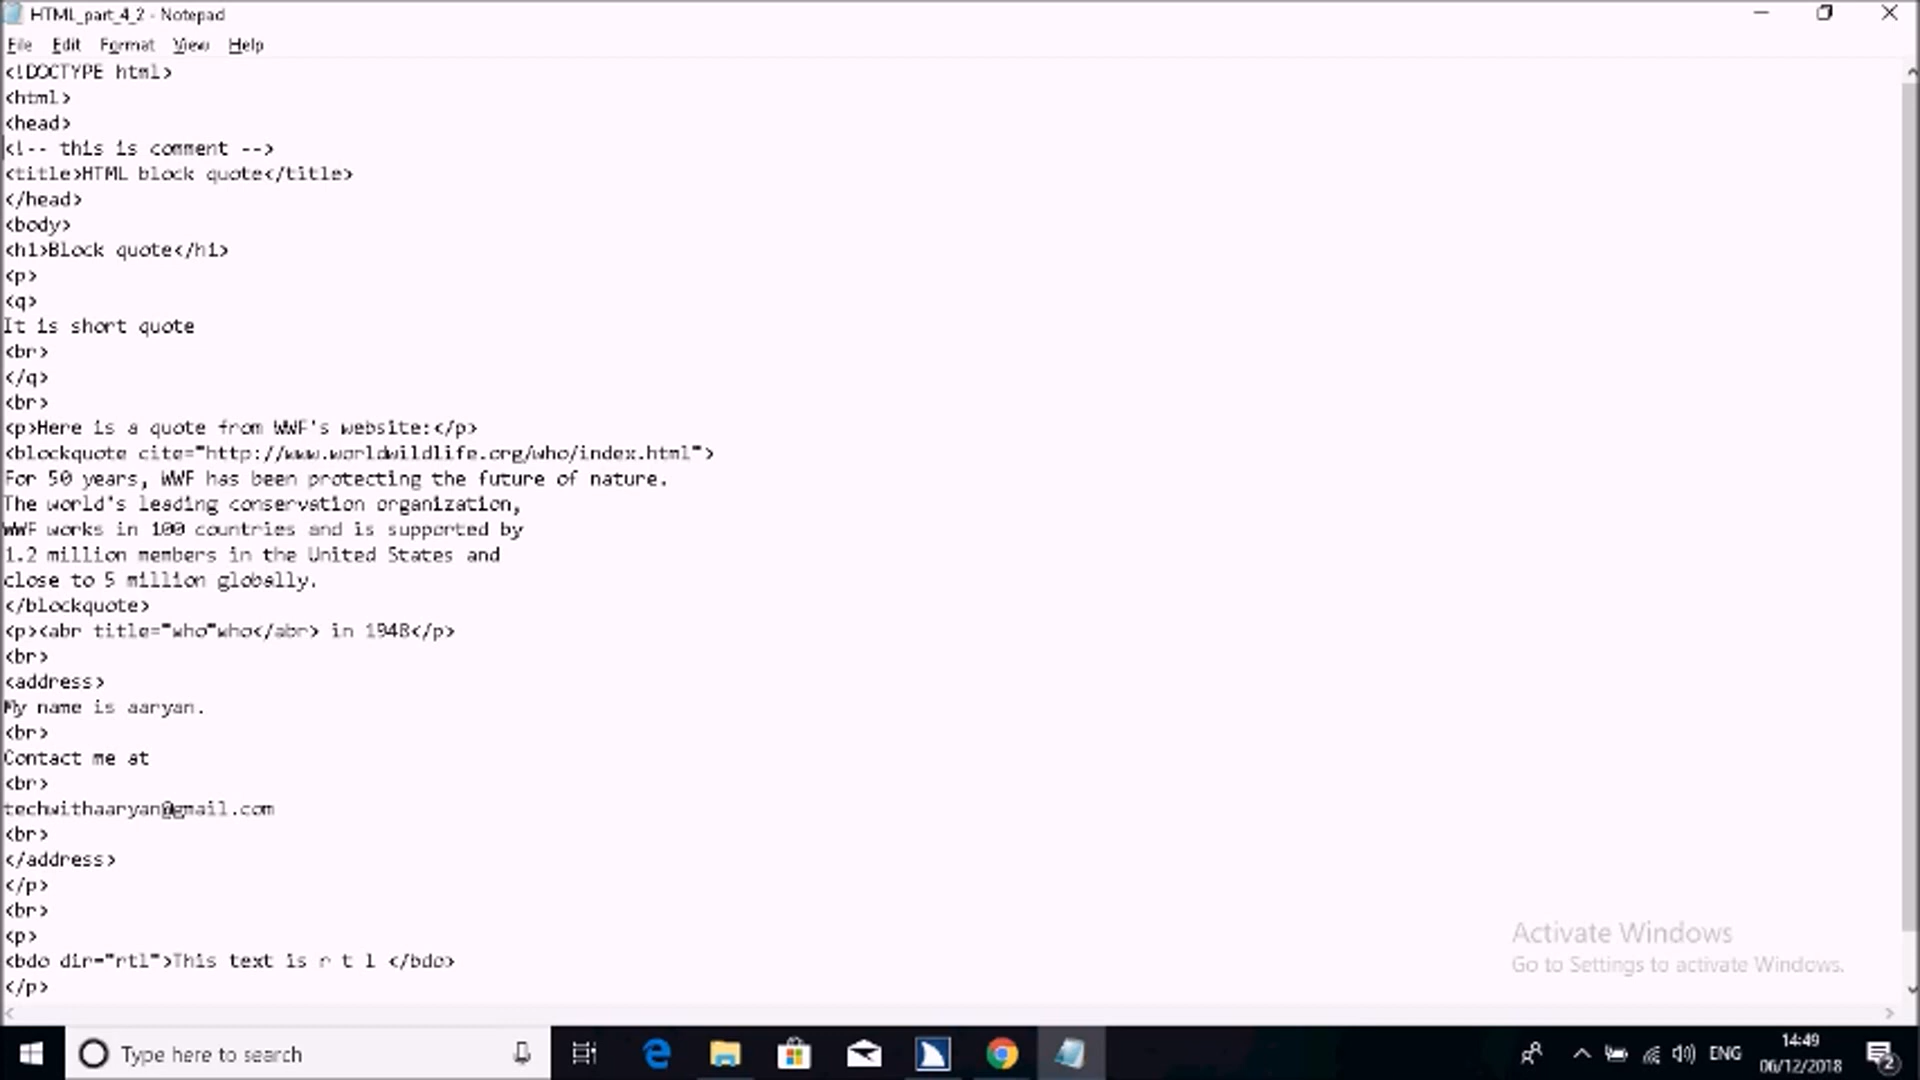 HTML_part_4_2 - Notepad
File Edit Format View Help
<!DOCTYPE html>
<html>
<head>
<!-- this is comment -->
<title>HTML block quote</title>
</head>
<body>
<h1>Block quote</h1>
<p>
<q>
It is short quote
<br>
</q>
<br>
<p>Here is a quote from WWF's website:</p>
<blockquote cite="http://www.worldwildlife.org/who/index.html">
For 50 years, WWF has been protecting the future of nature.
The world's leading conservation organization,
WWF works in 100 countries and is supported by
1.2 million members in the United States and
close to 5 million globally.
</blockquote>
<p><abr title="who"who</abr> in 1948</p>
<br>
<address>
My name is aaryan.
<br>
Contact me at
<br>
techwithaaryan@gmail.com
<br>
</address>
</p>
<br>
<p>
<bdo dir="rtl">This text is r t l </bdo>
</p>
Activate Windows
Go to Settings to activate Windows.
Type here to search
ENG
14:49
06/12/2018
2